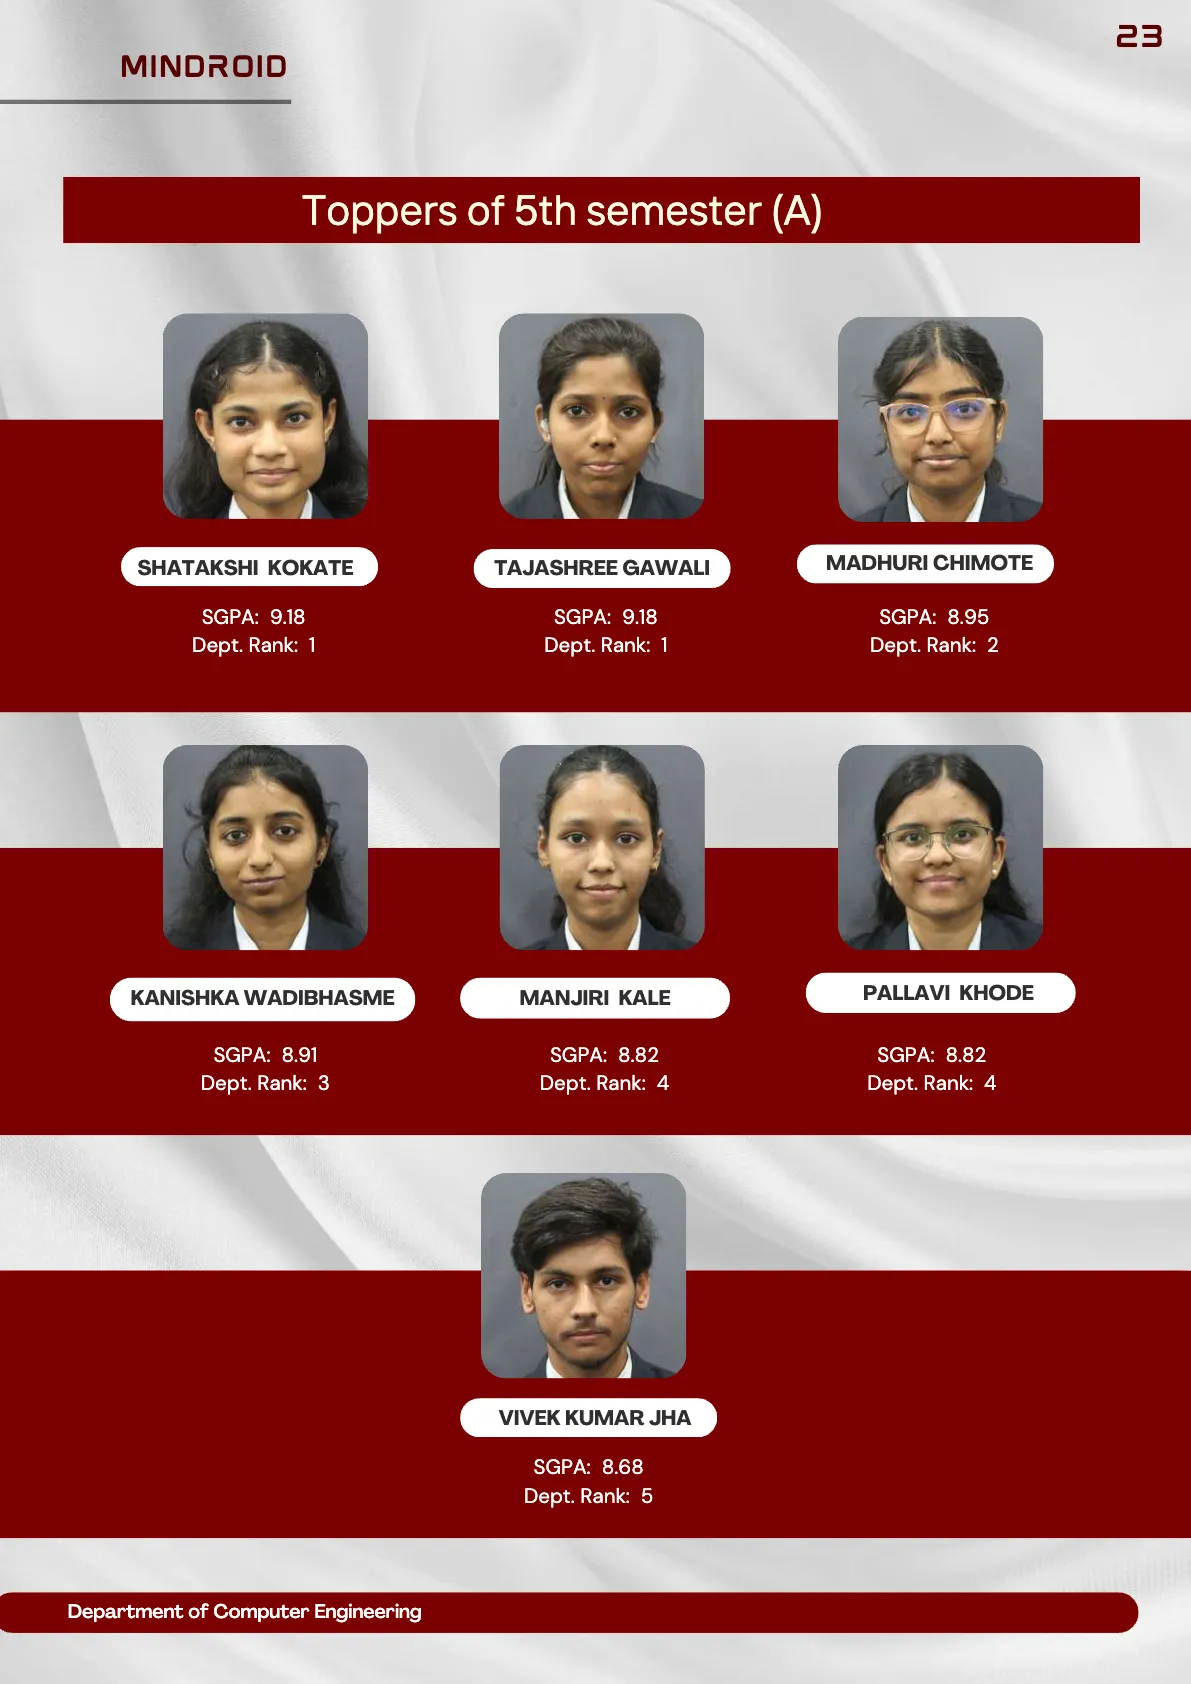 23
MINDROID
Toppers of 5th semester (A)
SHATAKSHI KOKATE
SGPA: 9.18
Dept. Rank: 1
TAJASHREE GAWALI
SGPA: 9.18
Dept. Rank: 1
MADHURI CHIMOTE
SGPA: 8.95
Dept. Rank: 2
KANISHKA WADIBHASME
SGPA: 8.91
Dept. Rank: 3
MANJIRI KALE
SGPA: 8.82
Dept. Rank: 4
PALLAVI KHODE
SGPA: 8.82
Dept. Rank: 4
VIVEK KUMAR JHA
SGPA: 8.68
Dept. Rank: 5
Department of Computer Engineering